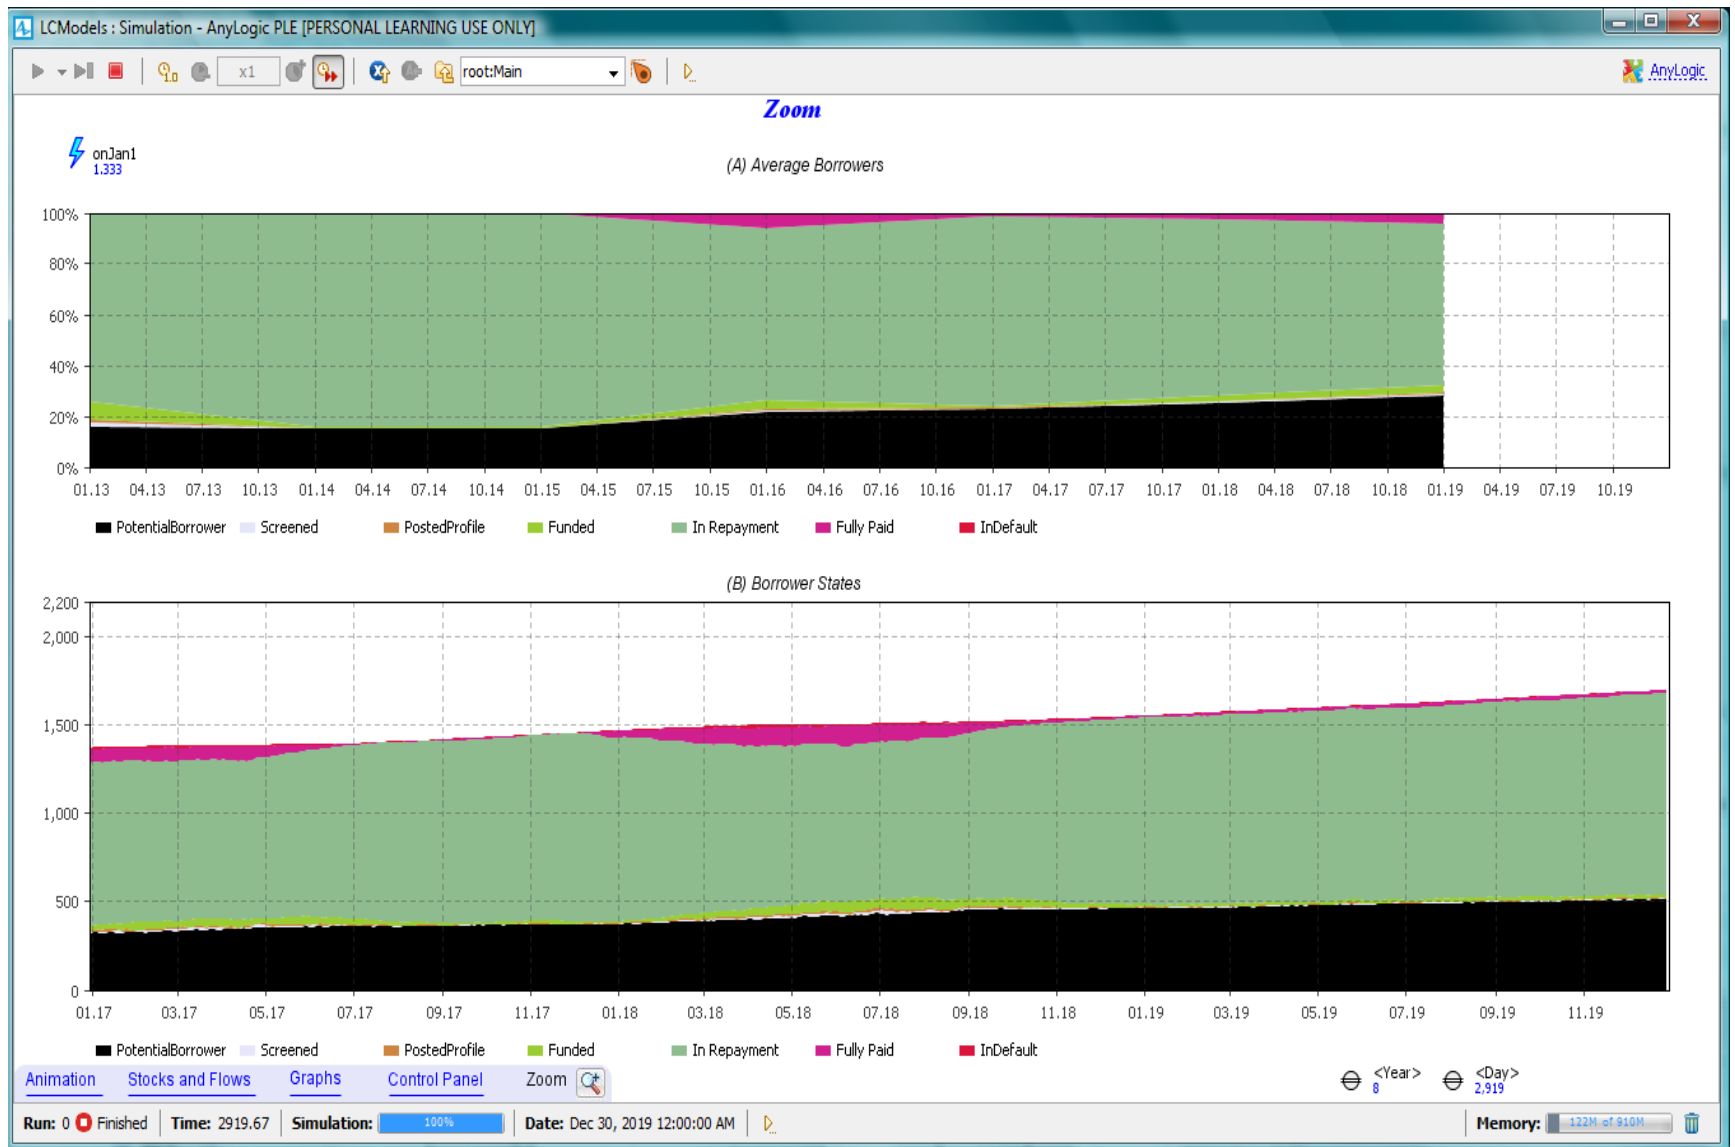 LCModels : Simulation - AnyLogic PLE [PERSONAL LEARNING USE ONLY]
x1 root:Main AnyLogic
Zoom
onJan1
1.333
(A) Average Borrowers
100%
80%
60%
40%
20%
0%
01.13 04.13 07.13 10.13 01.14 04.14 07.14 10.14 01.15 04.15 07.15 10.15 01.16 04.16 07.16 10.16 01.17 04.17 07.17 10.17 01.18 04.18 07.18 10.18 01.19 04.19 07.19 10.19
PotentialBorrower Screened PostedProfile Funded In Repayment Fully Paid InDefault
(B) Borrower States
2,200
2,000
1,500
1,000
500
0
01.17 03.17 05.17 07.17 09.17 11.17 01.18 03.18 05.18 07.18 09.18 11.18 01.19 03.19 05.19 07.19 09.19 11.19
PotentialBorrower Screened PostedProfile Funded In Repayment Fully Paid InDefault
Animation Stocks and Flows Graphs Control Panel Zoom
<Year>
8
<Day>
2,919
Run: 0 Finished Time: 2919.67 Simulation: 100% Date: Dec 30, 2019 12:00:00 AM Memory: 122M of 910M